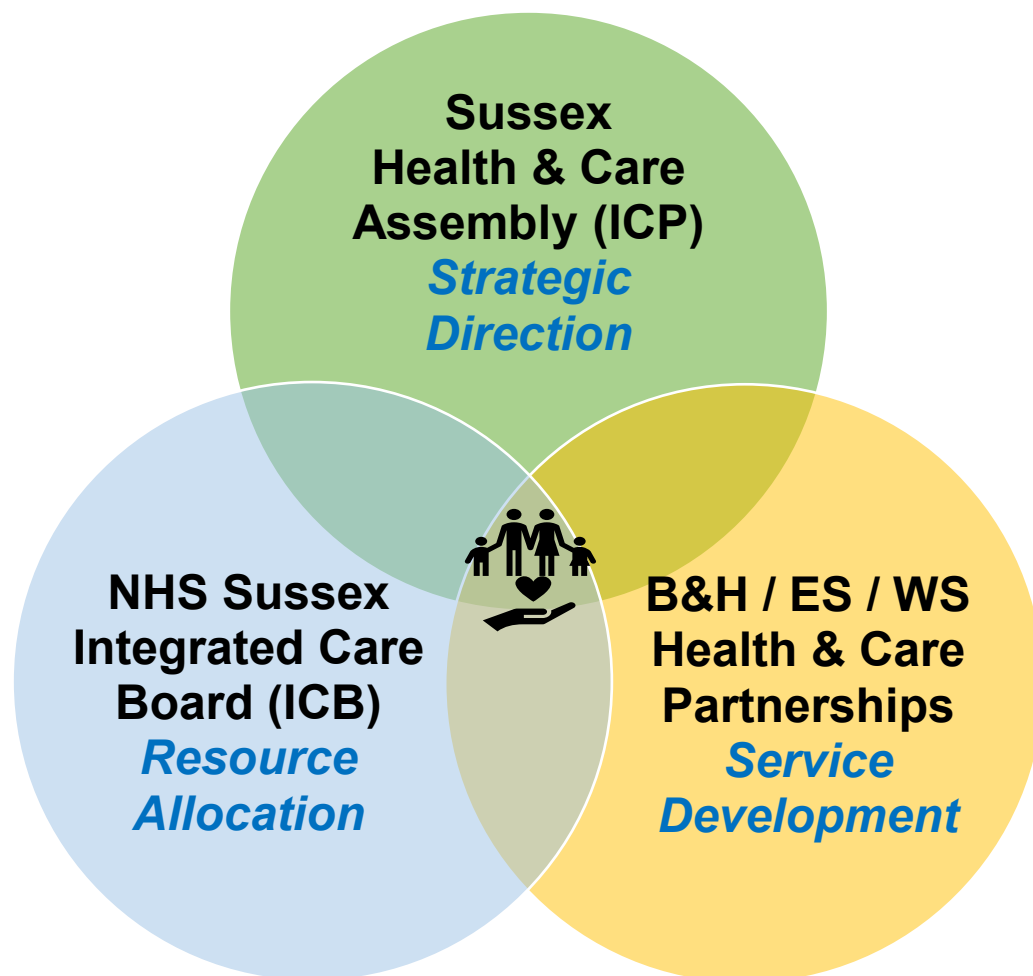 Sussex
Health & Care
Assembly (ICP)
Strategic
Direction
NHS Sussex
Integrated Care
Board (ICB)
Resource
Allocation
B&H / ES / WS
Health & Care
Partnerships
Service
Development